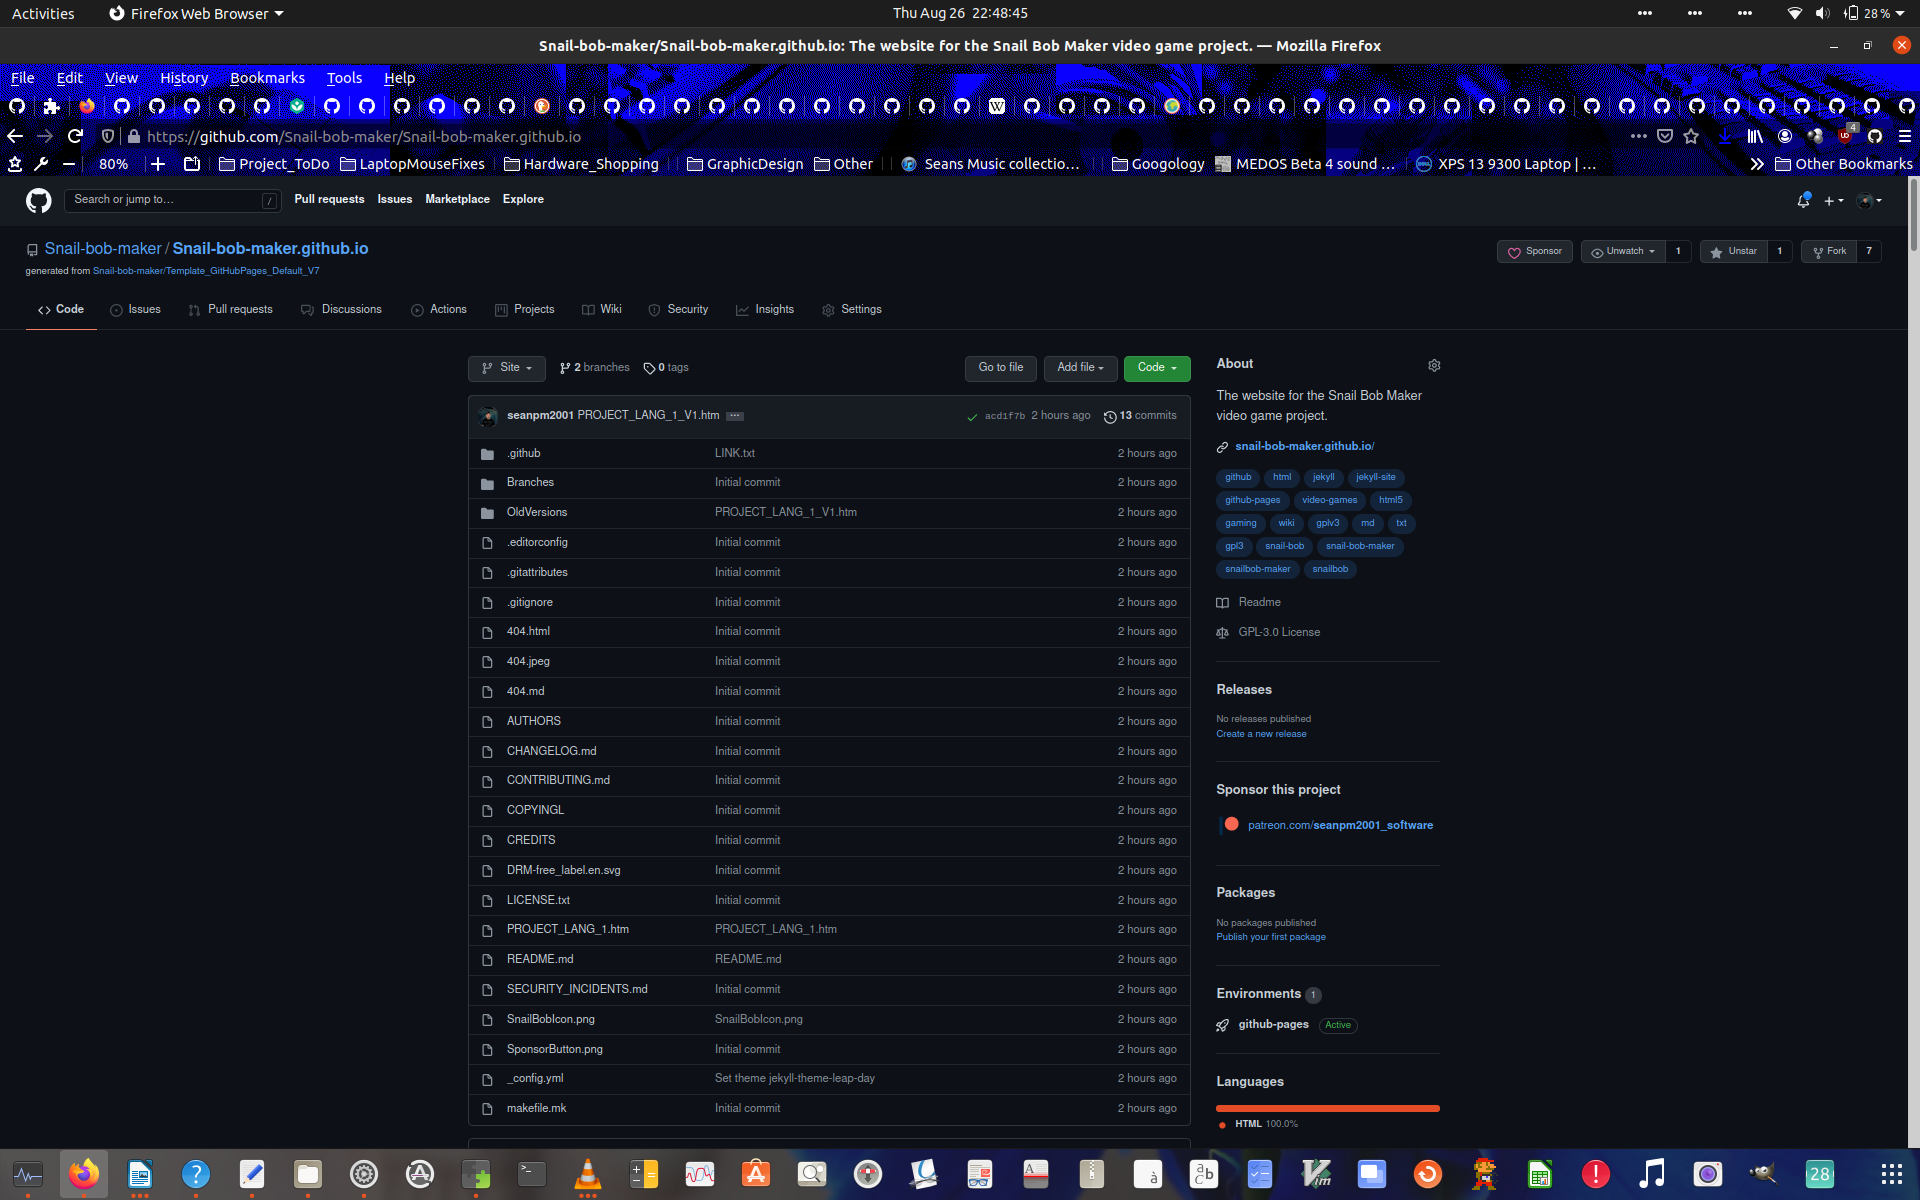 Activities Firefox Web Browser Thu Aug 26 22:48:45 28 %
Snail-bob-maker/Snail-bob-maker.github.io: The website for the Snail Bob Maker video game project. — Mozilla Firefox
File Edit View History Bookmarks Tools Help
https://github.com/Snail-bob-maker/Snail-bob-maker.github.io 4
80% Project_ToDo LaptopMouseFixes Hardware_Shopping GraphicDesign Other Seans Music collectio… Googology MEDOS Beta 4 sound … XPS 13 9300 Laptop | … Other Bookmarks
Search or jump to… / Pull requests Issues Marketplace Explore
Snail-bob-maker / Snail-bob-maker.github.io
Sponsor Unwatch 1 Unstar 1 Fork 7
generated from Snail-bob-maker/Template_GitHubPages_Default_V7
Code Issues Pull requests Discussions Actions Projects Wiki Security Insights Settings
Site 2 branches 0 tags Go to file Add file Code
seanpm2001 PROJECT_LANG_1_V1.htm ... acd1f7b 2 hours ago 13 commits
.github LINK.txt 2 hours ago
Branches Initial commit 2 hours ago
OldVersions PROJECT_LANG_1_V1.htm 2 hours ago
.editorconfig Initial commit 2 hours ago
.gitattributes Initial commit 2 hours ago
.gitignore Initial commit 2 hours ago
404.html Initial commit 2 hours ago
404.jpeg Initial commit 2 hours ago
404.md Initial commit 2 hours ago
AUTHORS Initial commit 2 hours ago
CHANGELOG.md Initial commit 2 hours ago
CONTRIBUTING.md Initial commit 2 hours ago
COPYINGL Initial commit 2 hours ago
CREDITS Initial commit 2 hours ago
DRM-free_label.en.svg Initial commit 2 hours ago
LICENSE.txt Initial commit 2 hours ago
PROJECT_LANG_1.htm PROJECT_LANG_1.htm 2 hours ago
README.md README.md 2 hours ago
SECURITY_INCIDENTS.md Initial commit 2 hours ago
SnailBobIcon.png SnailBobIcon.png 2 hours ago
SponsorButton.png Initial commit 2 hours ago
_config.yml Set theme jekyll-theme-leap-day 2 hours ago
makefile.mk Initial commit 2 hours ago
About
The website for the Snail Bob Maker
video game project.
snail-bob-maker.github.io/
github html jekyll jekyll-site
github-pages video-games html5
gaming wiki gplv3 md txt
gpl3 snail-bob snail-bob-maker
snailbob-maker snailbob
Readme
GPL-3.0 License
Releases
No releases published
Create a new release
Sponsor this project
patreon.com/seanpm2001_software
Packages
No packages published
Publish your first package
Environments 1
github-pages Active
Languages
HTML 100.0%
28